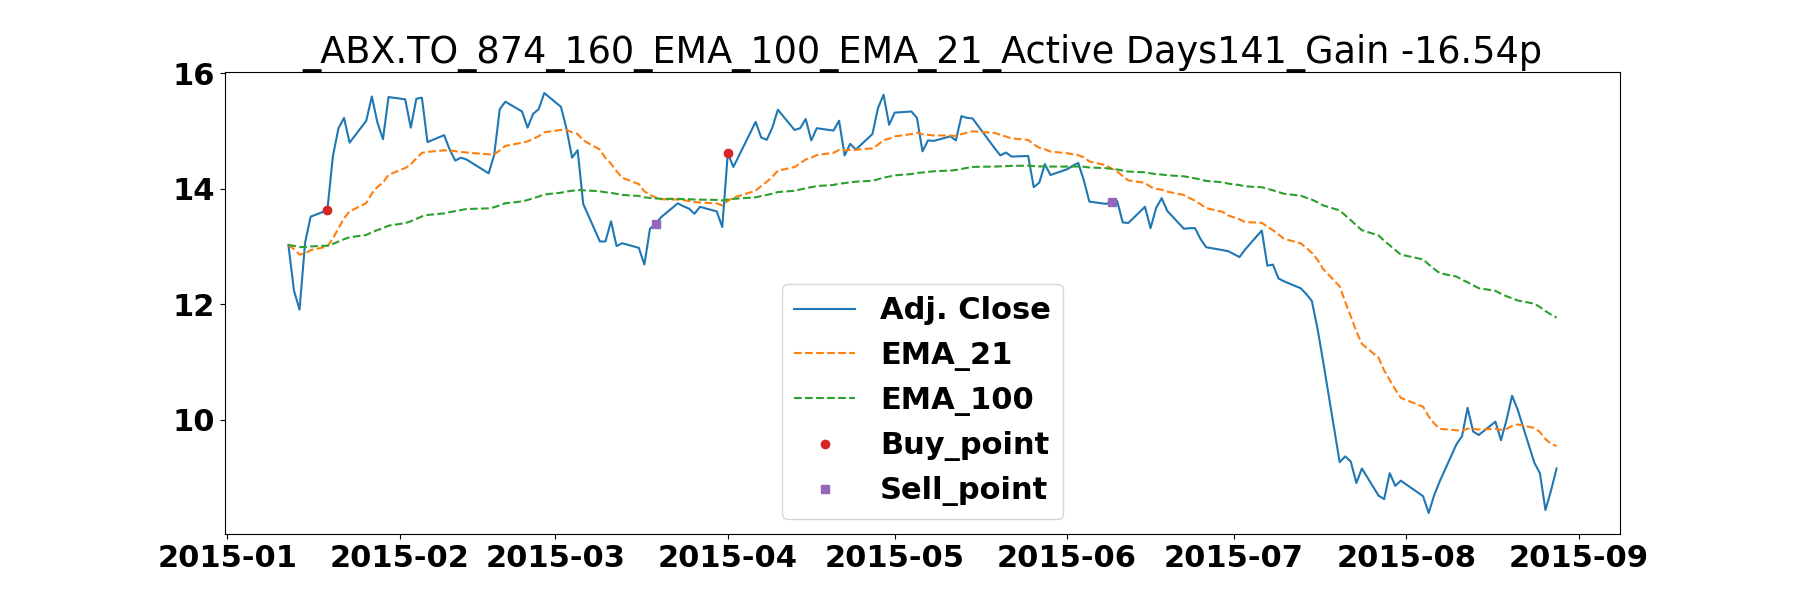 _ABX.TO_874_160_EMA_100_EMA_21_Active Days141_Gain -16.54p
16
14
12
10
Adj. Close
EMA_21
EMA_100
Buy_point
Sell_point
2015-01 2015-02 2015-03 2015-04 2015-05 2015-06 2015-07 2015-08 2015-09